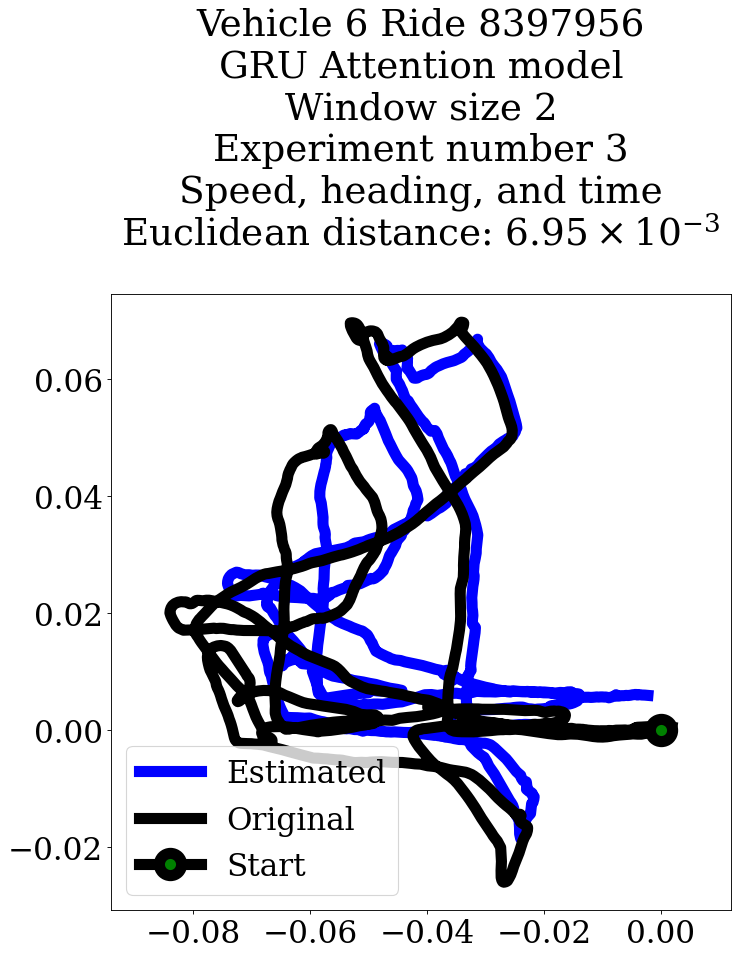 Vehicle 6 Ride 8397956
GRU Attention model
Window size 2
Experiment number 3
Speed, heading, and time
Euclidean distance: 6.95 × 10⁻³
0.06
0.04
0.02
0.00
−0.02
Estimated
Original
Start
−0.08 −0.06 −0.04 −0.02 0.00